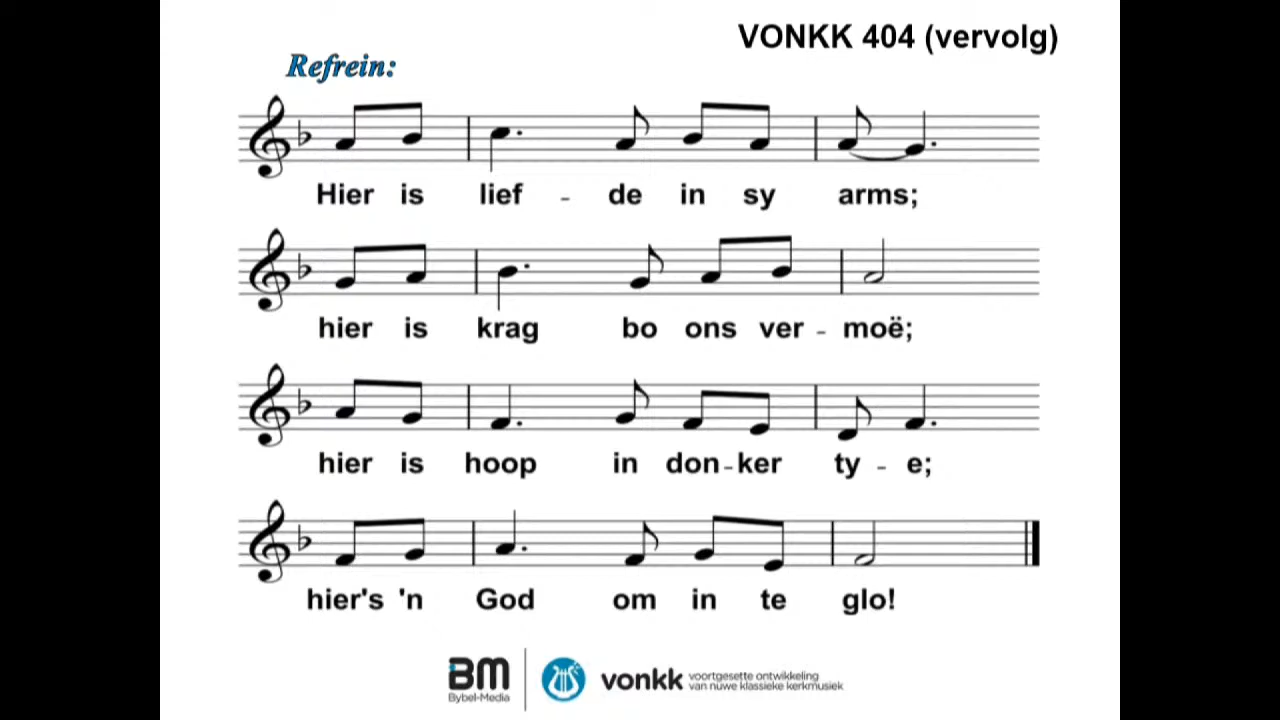 VONKK 404 (vervolg)
Refrein:
Hier is lief - de in sy arms;
hier is krag bo ons ver - moë;
hier is hoop in don - ker ty - e;
hier's 'n God om in te glo!
BM
Bybel-Media
vonkk voortgesette ontwikkeling
van nuwe klassieke kerkmusiek